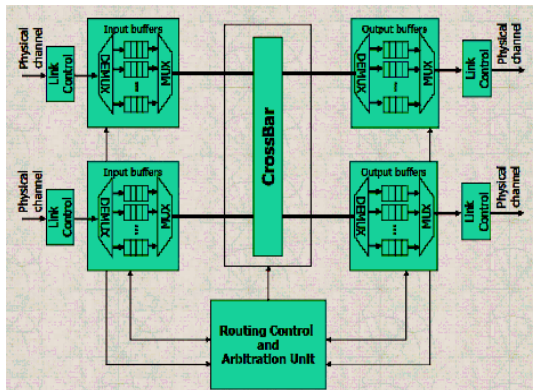 Physical
channel
Link
Control
Input buffers
DEMUX
MUX
CrossBar
Output buffers
DEMUX
MUX
Link
Control
Physical
channel
Physical
channel
Link
Control
Input buffers
DEMUX
...
MUX
Output buffers
DEMUX
...
MUX
Link
Control
Physical
channel
Routing Control
and
Arbitration Unit